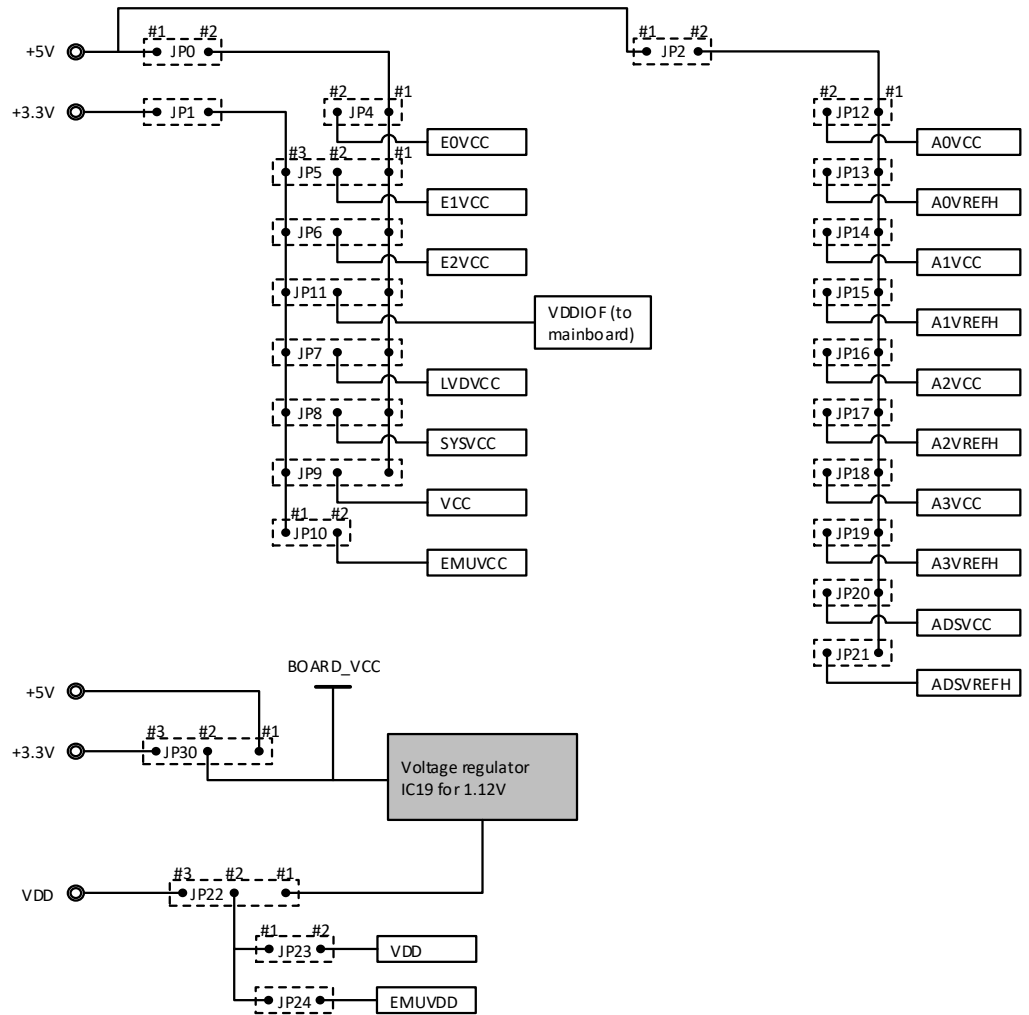 #1 #2
+5V JP0
#1 #2
JP2
+3.3V JP1
#2 #1
JP4
E0VCC
#3 #2 #1
JP5
E1VCC
JP6
E2VCC
JP11
VDDIOF (to
mainboard)
JP7
LVDVCC
JP8
SYSVCC
JP9
VCC
#1 #2
JP10
EMUVCC
#2 #1
JP12
A0VCC
JP13
A0VREFH
JP14
A1VCC
JP15
A1VREFH
JP16
A2VCC
JP17
A2VREFH
JP18
A3VCC
JP19
A3VREFH
JP20
ADSVCC
JP21
ADSVREFH
BOARD_VCC
+5V
#3 #2 #1
+3.3V JP30
Voltage regulator
IC19 for 1.12V
#3 #2 #1
VDD JP22
#1 #2
JP23 VDD
JP24 EMUVDD